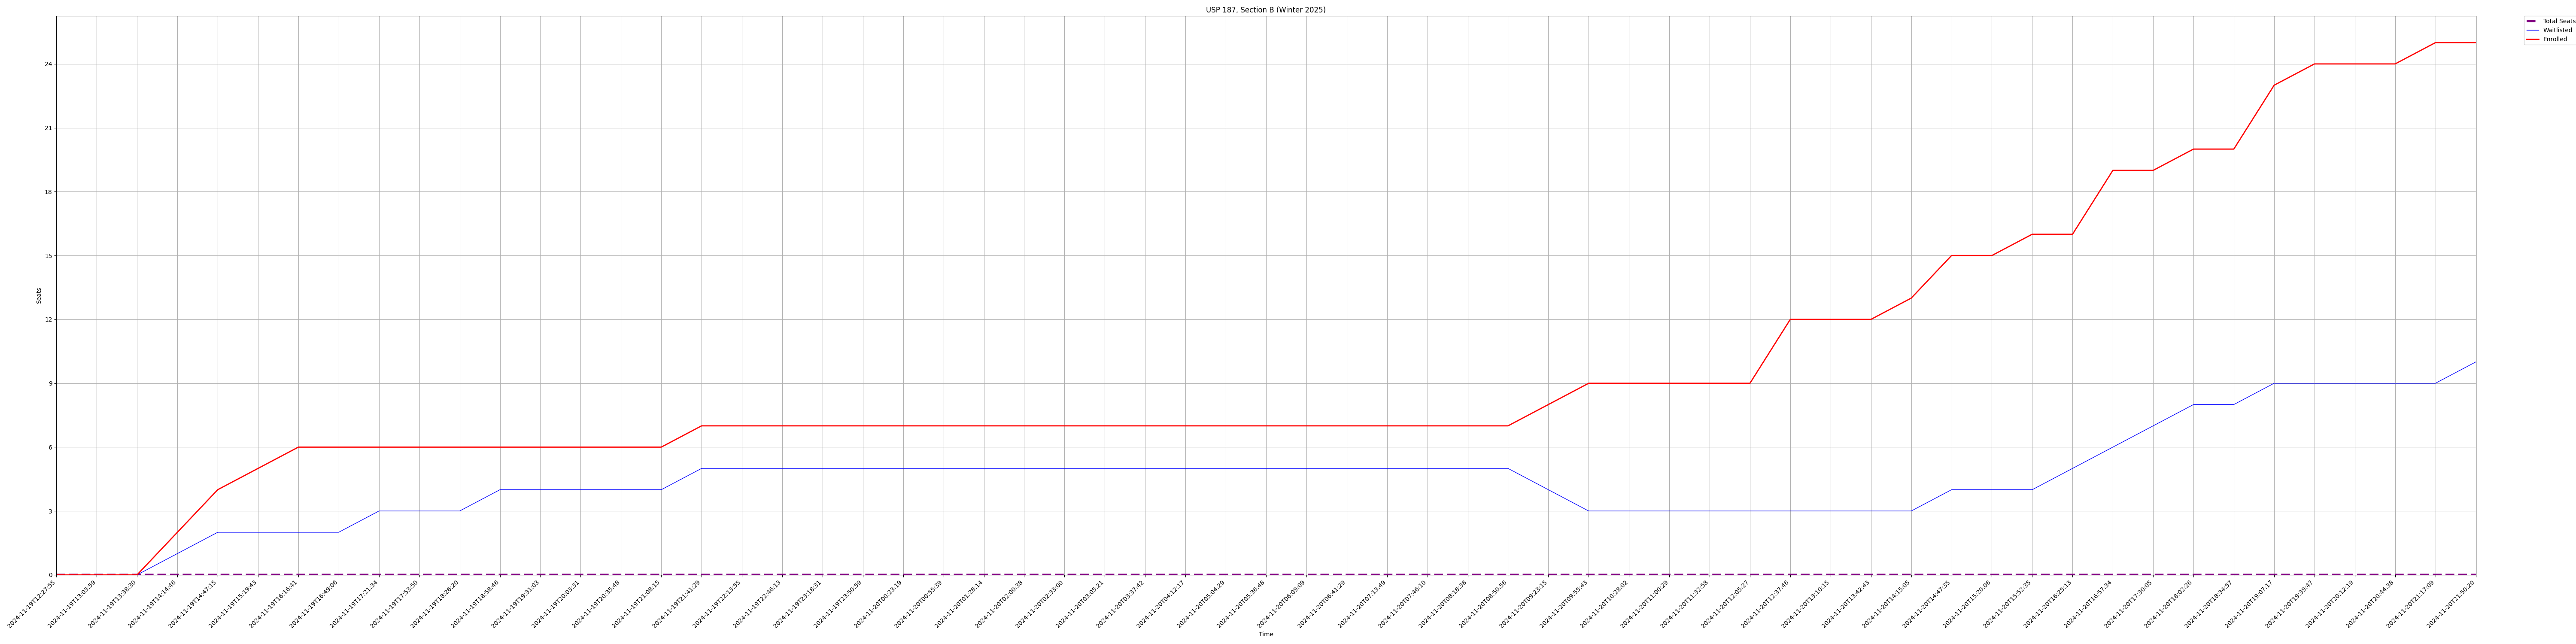 USP 187, Section B (Winter 2025)
Total Seats
Waitlisted
Enrolled
24
21
18
15
12
9
6
3
0
Seats
2024-11-19T12:27:55
2024-11-19T13:03:59
2024-11-19T13:38:30
2024-11-19T14:14:46
2024-11-19T14:47:15
2024-11-19T15:19:43
2024-11-19T16:16:41
2024-11-19T16:49:06
2024-11-19T17:21:34
2024-11-19T17:53:50
2024-11-19T18:26:20
2024-11-19T18:58:46
2024-11-19T19:31:03
2024-11-19T20:03:31
2024-11-19T20:35:48
2024-11-19T21:08:15
2024-11-19T21:41:29
2024-11-19T22:13:55
2024-11-19T22:46:13
2024-11-19T23:18:31
2024-11-19T23:50:59
2024-11-20T00:23:19
2024-11-20T00:55:39
2024-11-20T01:28:14
2024-11-20T02:00:38
2024-11-20T02:33:00
2024-11-20T03:05:21
2024-11-20T03:37:42
2024-11-20T04:12:17
2024-11-20T05:04:29
2024-11-20T05:36:48
2024-11-20T06:09:09
2024-11-20T06:41:29
2024-11-20T07:13:49
2024-11-20T07:46:10
2024-11-20T08:18:38
2024-11-20T08:50:56
2024-11-20T09:23:15
2024-11-20T09:55:43
2024-11-20T10:28:02
2024-11-20T11:00:29
2024-11-20T11:32:58
2024-11-20T12:05:27
2024-11-20T12:37:46
2024-11-20T13:10:15
2024-11-20T13:42:43
2024-11-20T14:15:05
2024-11-20T14:47:35
2024-11-20T15:20:06
2024-11-20T15:52:35
2024-11-20T16:25:13
2024-11-20T16:57:34
2024-11-20T17:30:05
2024-11-20T18:02:26
2024-11-20T18:34:57
2024-11-20T19:07:17
2024-11-20T19:39:47
2024-11-20T20:12:19
2024-11-20T20:44:38
2024-11-20T21:17:09
2024-11-20T21:50:20
Time